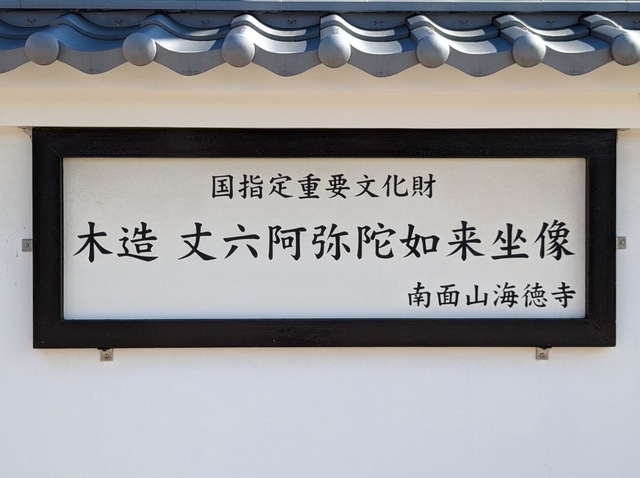 国指定重要文化財
木造 丈六阿弥陀如来坐像
南面山海徳寺